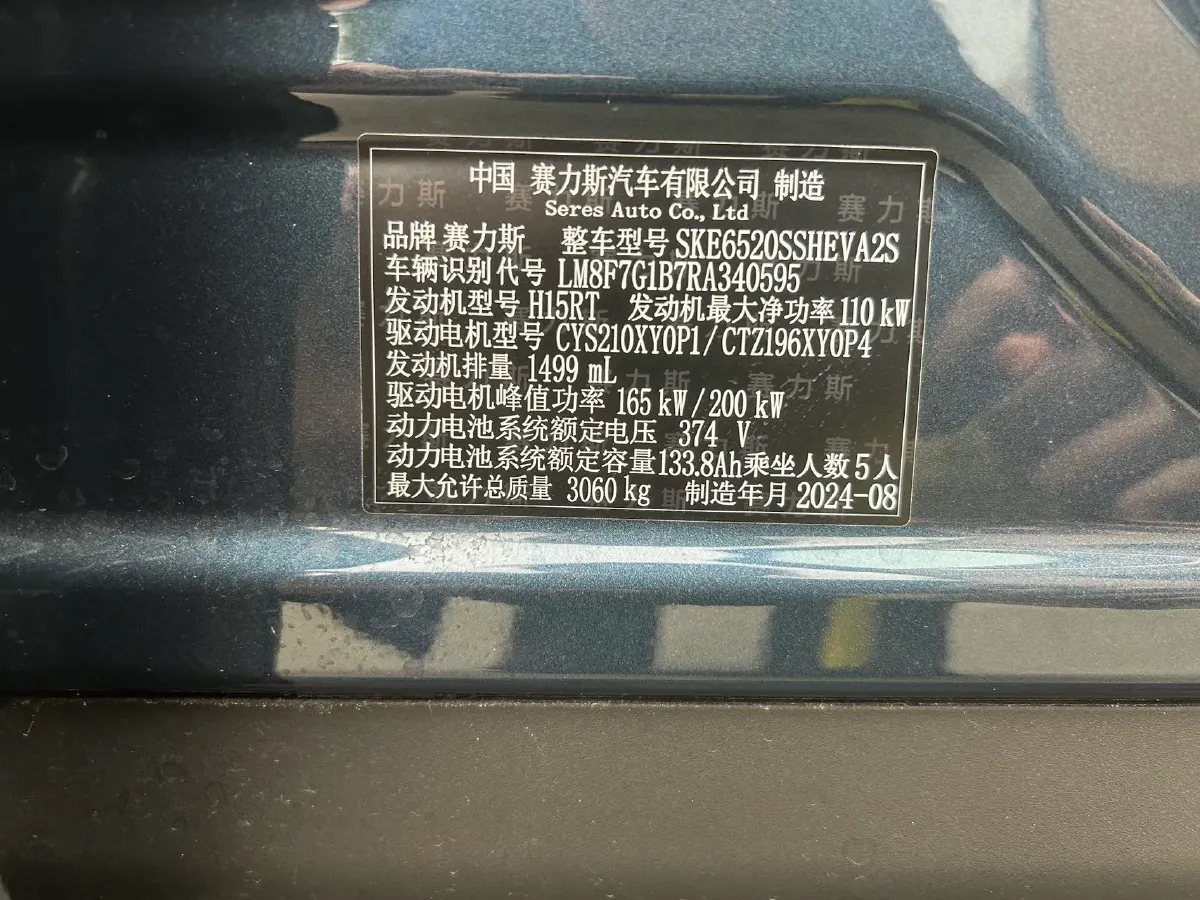 中国 赛力斯汽车有限公司 制造
Seres Auto Co., Ltd
品牌 赛力斯 整车型号 SKE6520SSHEVA2S
车辆识别代号 LM8F7G1B7RA340595
发动机型号 H15RT 发动机最大净功率 110 kW
驱动电机型号 CYS210XY0P1/CTZ196XY0P4
发动机排量 1499 mL
驱动电机峰值功率 165 kW/200 kW
动力电池系统额定电压 374 V
动力电池系统额定容量 133.8Ah 乘坐人数 5人
最大允许总质量 3060 kg 制造年月 2024-08